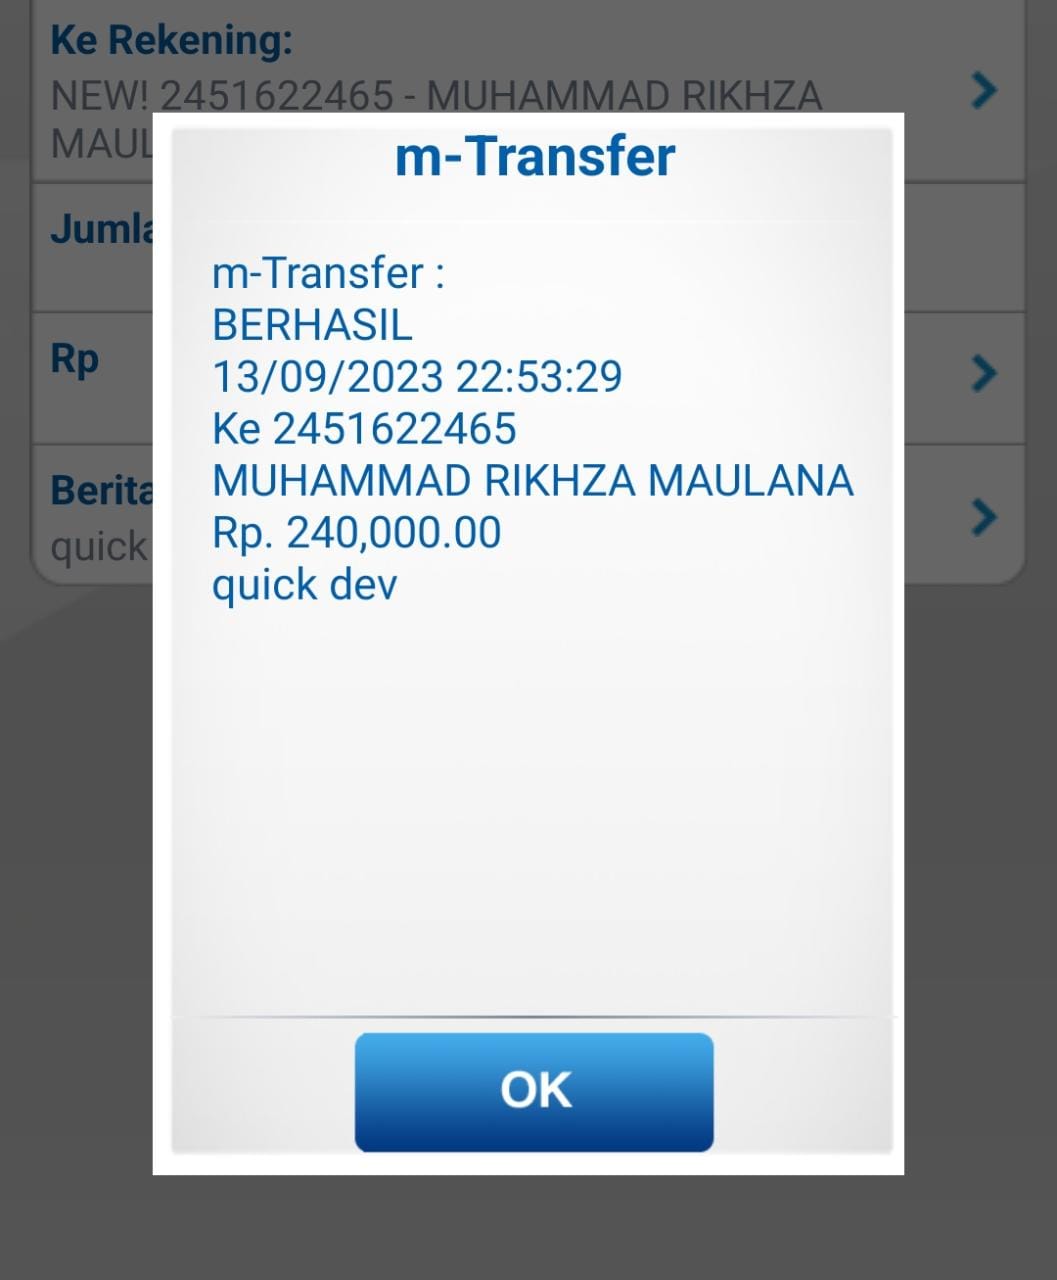 Ke Rekening:
NEW! 2451622465 - MUHAMMAD RIKHZA
MAUL
m-Transfer
Jumla
m-Transfer :
BERHASIL
13/09/2023 22:53:29
Ke 2451622465
MUHAMMAD RIKHZA MAULANA
Rp. 240,000.00
quick dev
Rp
Berita
quick
OK